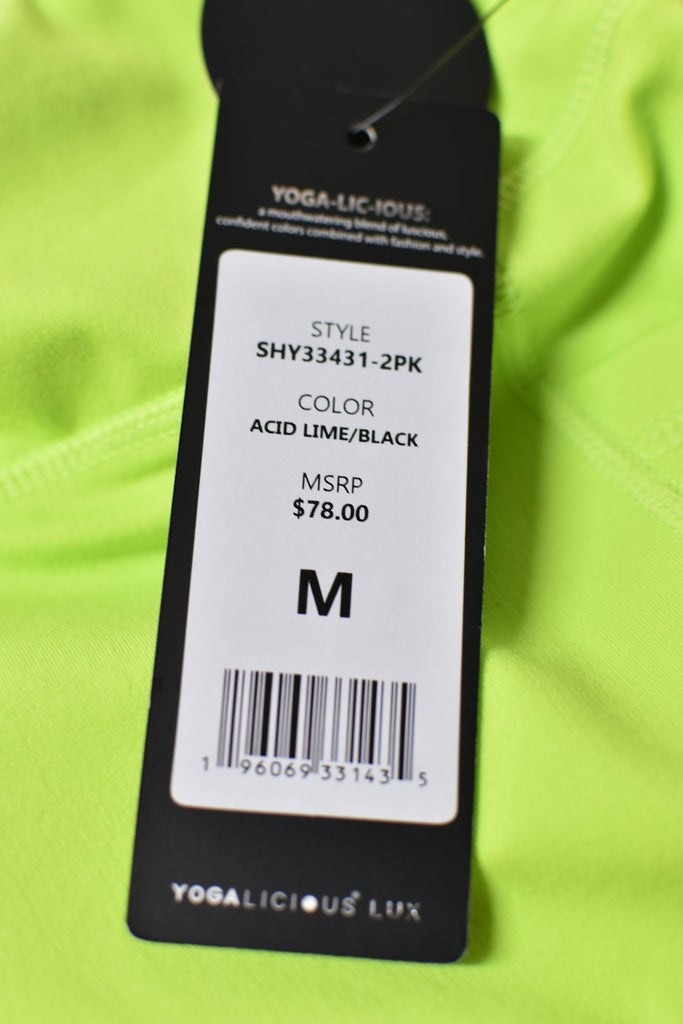 YOGA-LIC-IOUS:
a mouthwatering blend of luscious,
confident colors combined with fashion and style.
STYLE
SHY33431-2PK
COLOR
ACID LIME/BLACK
MSRP
$78.00
M
1 96069 33143 5
YOGALICIOUS® LUX